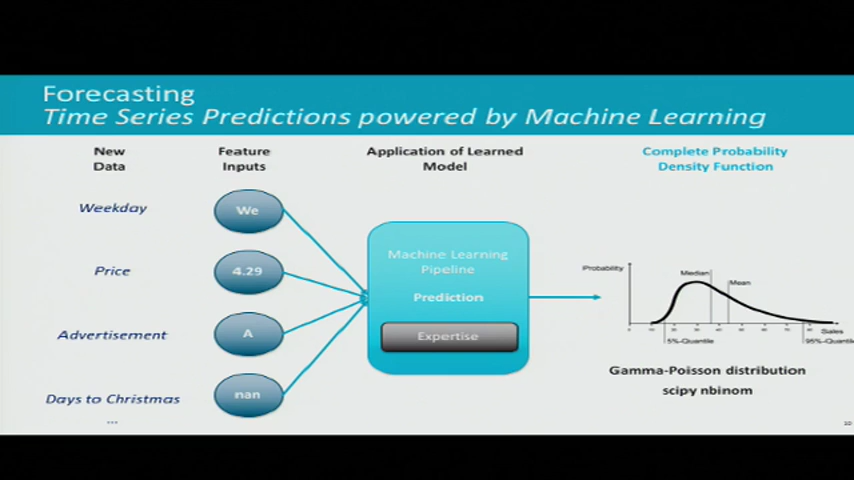 Forecasting
Time Series Predictions powered by Machine Learning
New
Data
Feature
Inputs
Application of Learned
Model
Complete Probability
Density Function
Weekday
We
Price
4.29
Advertisement
A
Days to Christmas
nan
...
Machine Learning
Pipeline
Prediction
Expertise
Probability
Median
Mean
Sales
5%-Quantile
95%-Quantile
Gamma-Poisson distribution
scipy nbinom
10